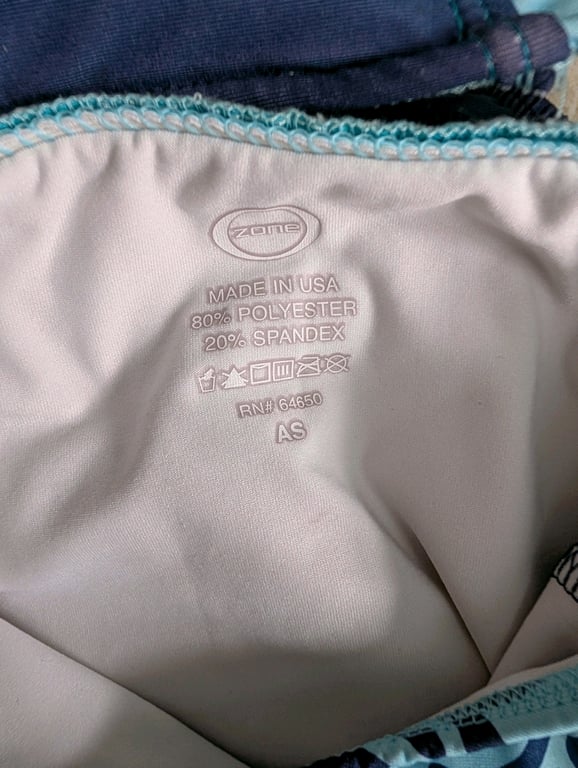 ZONE
MADE IN USA
80% POLYESTER
20% SPANDEX
RN# 64650
AS